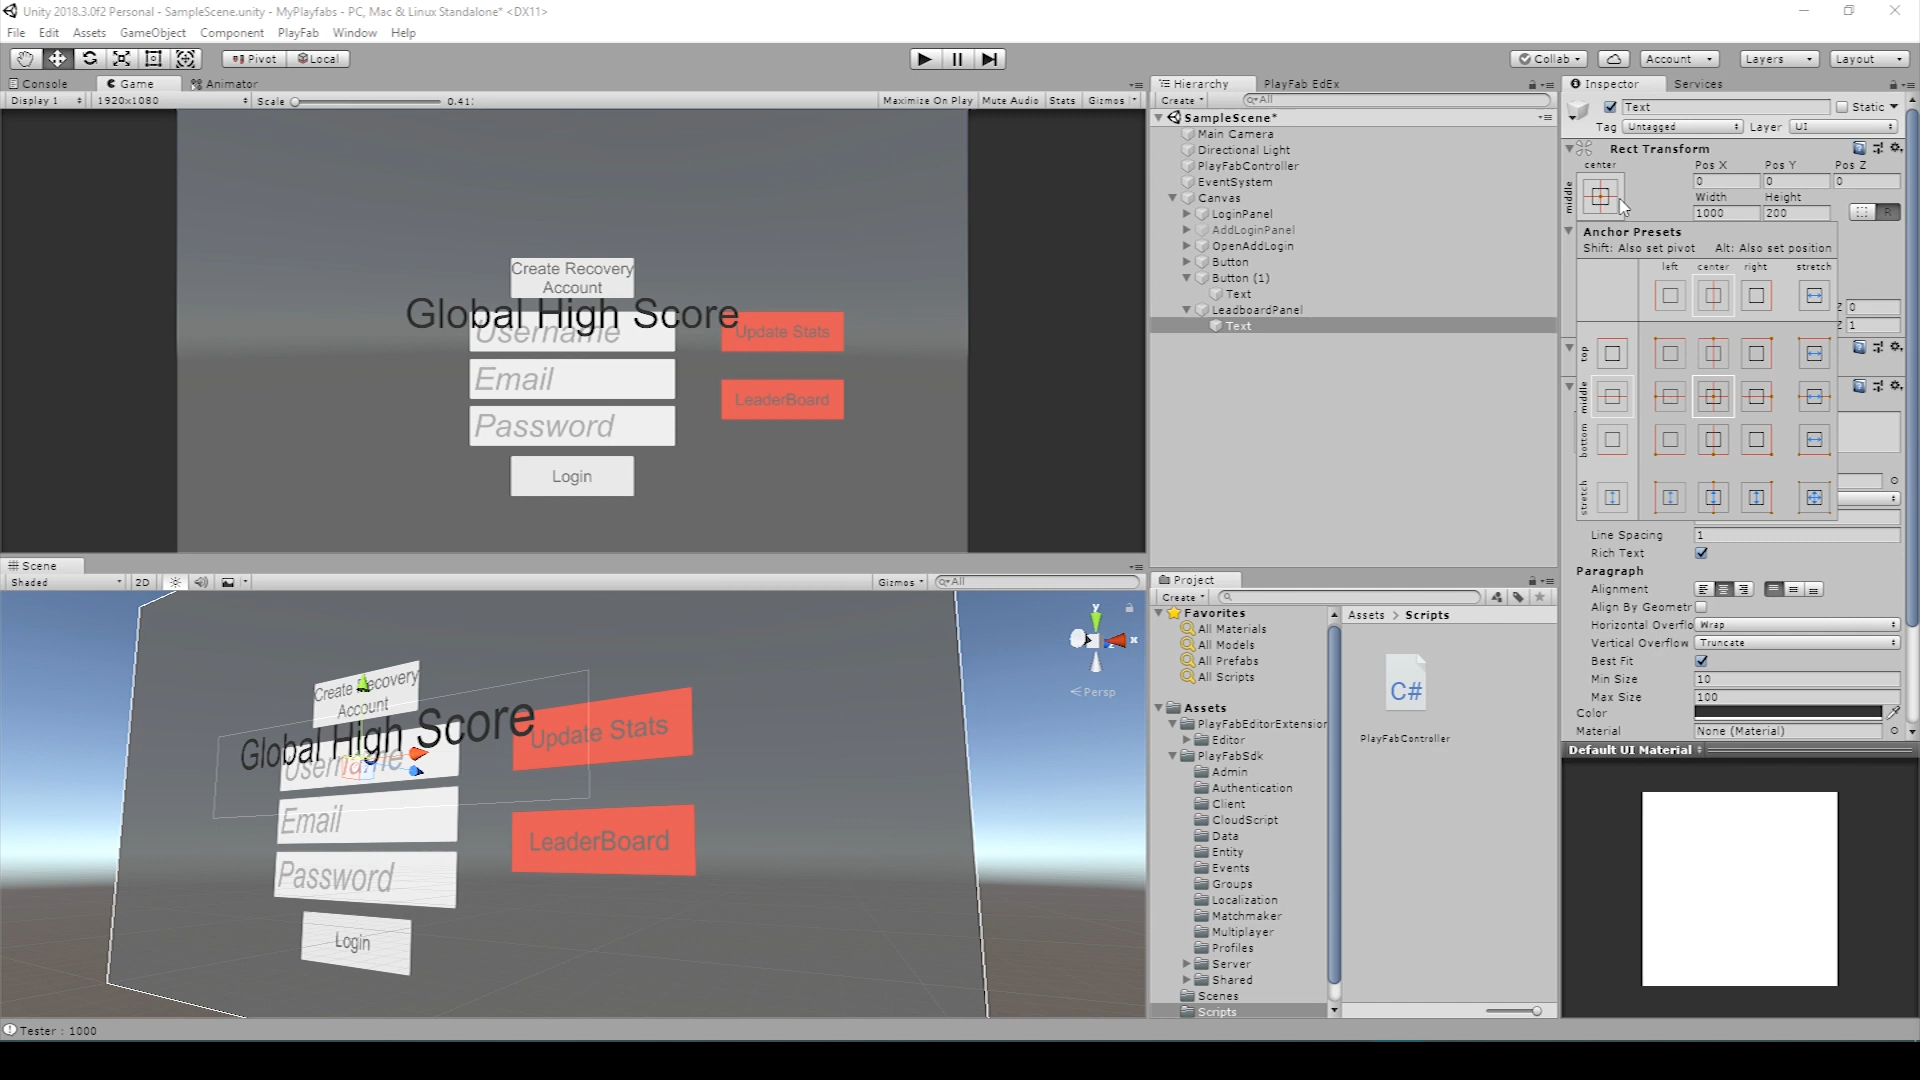 Unity 2018.3.0f2 Personal - SampleScene.unity - MyPlayfabs - PC, Mac & Linux Standalone* <DX11>
File Edit Assets GameObject Component PlayFab Window Help
Pivot Local Collab Account Layers Layout
Console Game Animator
Display 1 1920x1080 Scale 0.41: Maximize On Play Mute Audio Stats Gizmos
Create Recovery
Account
Global High Score
Username
Update Stats
Email
LeaderBoard
Password
Login
Scene
Shaded 2D Gizmos All
Create Recovery
Account
Global High Score
Username
Update Stats
Email
LeaderBoard
Password
Login
y
x
Persp
Hierarchy PlayFab EdEx
Create All
SampleScene*
Main Camera
Directional Light
PlayFabController
EventSystem
Canvas
LoginPanel
AddLoginPanel
OpenAddLogin
Button
Button (1)
Text
LeadboardPanel
Text
Project
Create
Favorites
All Materials
All Models
All Prefabs
All Scripts
Assets
PlayFabEditorExtension
Editor
PlayFabSdk
Admin
Authentication
Client
CloudScript
Data
Entity
Events
Groups
Localization
Matchmaker
Multiplayer
Profiles
Server
Shared
Scenes
Scripts
Assets > Scripts
C#
PlayFabController
Inspector Services
Text Static
Tag Untagged Layer UI
Rect Transform
center Pos X Pos Y Pos Z
middle
0 0 0
Width Height
1000 200 R
Anchor Presets
Shift: Also set pivot Alt: Also set position
left center right stretch
Z 0
Z 1
top
middle
bottom
stretch
Line Spacing 1
Rich Text
Paragraph
Alignment
Align By Geometr
Horizontal Overflo Wrap
Vertical Overflow Truncate
Best Fit
Min Size 10
Max Size 100
Color
Material None (Material)
Default UI Material
Tester : 1000